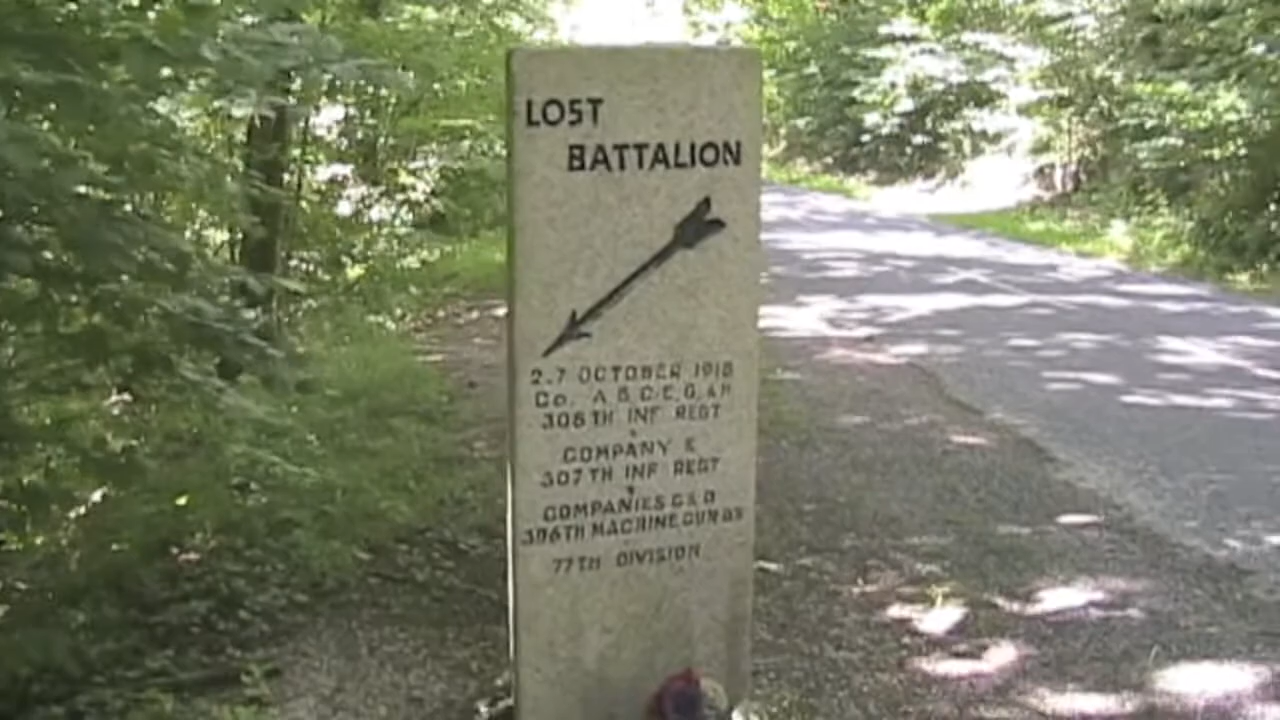 LOST
BATTALION
2-7 OCTOBER 1918
Co. A B C E, G, & H
308TH INF REGT
COMPANY K
307TH INF REGT
COMPANIES C & D
306TH MACHINE GUN BN
77TH DIVISION